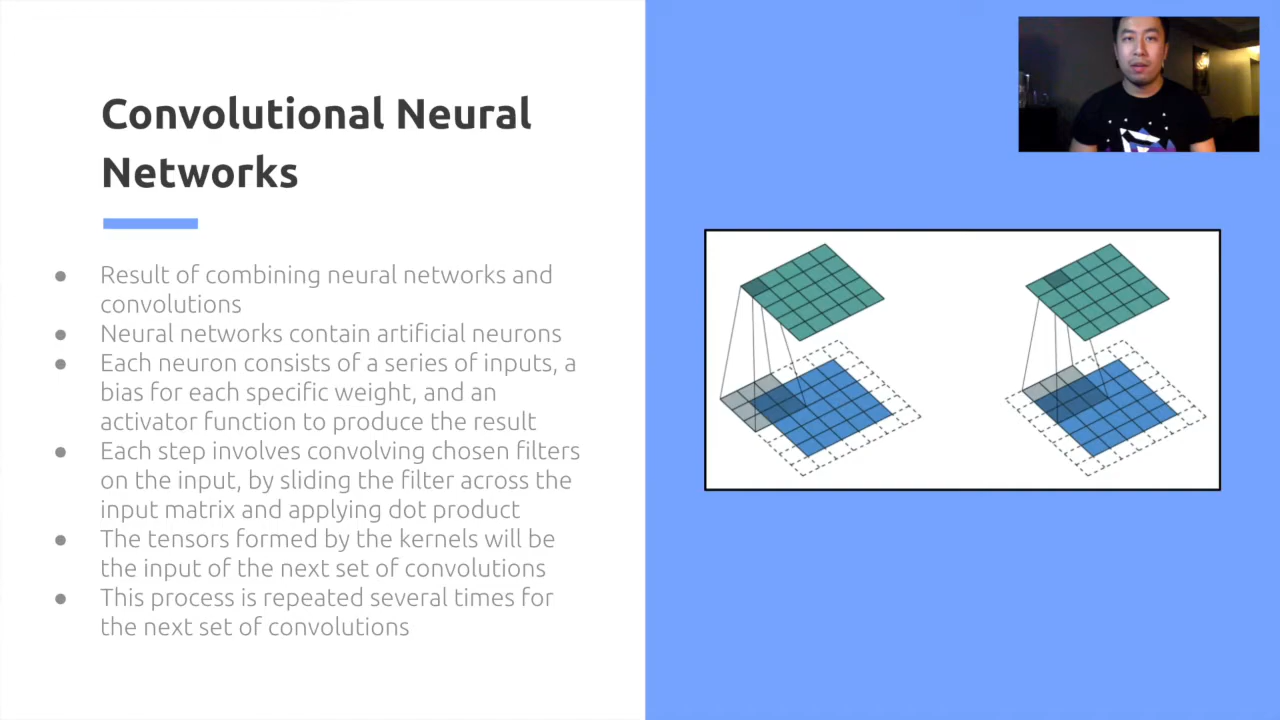 Convolutional Neural
Networks
● Result of combining neural networks and
convolutions
● Neural networks contain artificial neurons
● Each neuron consists of a series of inputs, a
bias for each specific weight, and an
activator function to produce the result
● Each step involves convolving chosen filters
on the input, by sliding the filter across the
input matrix and applying dot product
● The tensors formed by the kernels will be
the input of the next set of convolutions
● This process is repeated several times for
the next set of convolutions